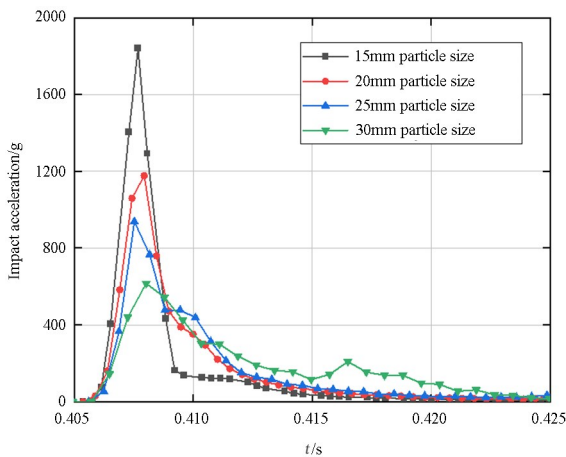 2000
1600
1200
800
400
0
Impact acceleration/g
15mm particle size
20mm particle size
25mm particle size
30mm particle size
0.405 0.410 0.415 0.420 0.425
t/s